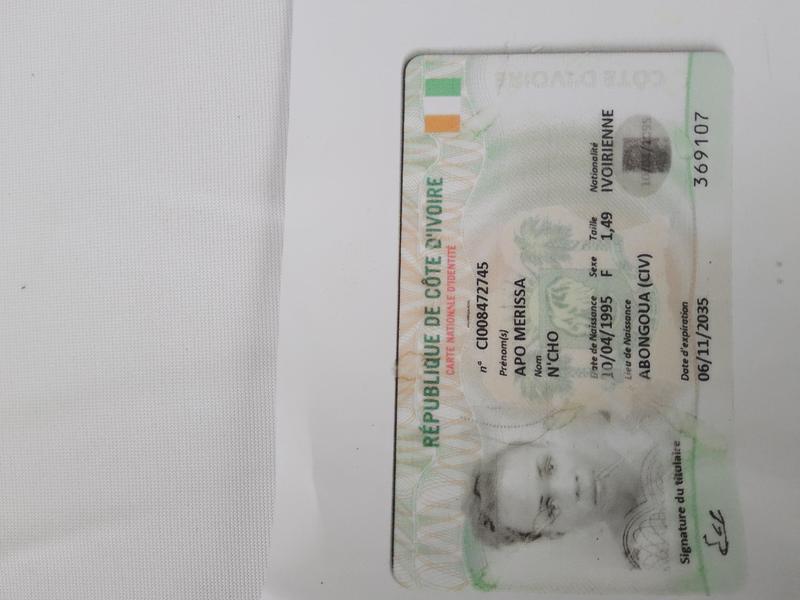 RÉPUBLIQUE DE CÔTE D'IVOIRE
CARTE NATIONALE D'IDENTITÉ
n° CI008472745
Prénom(s)
APO MERISSA
Nom
N'CHO
Date de Naissance Sexe Taille Nationalité
10/04/1995 F 1,49 IVOIRIENNE
Lieu de Naissance
ABONGOUA (CIV)
Date d'expiration
06/11/2035
Signature du titulaire
369107
CÔTE D'IVOIRE